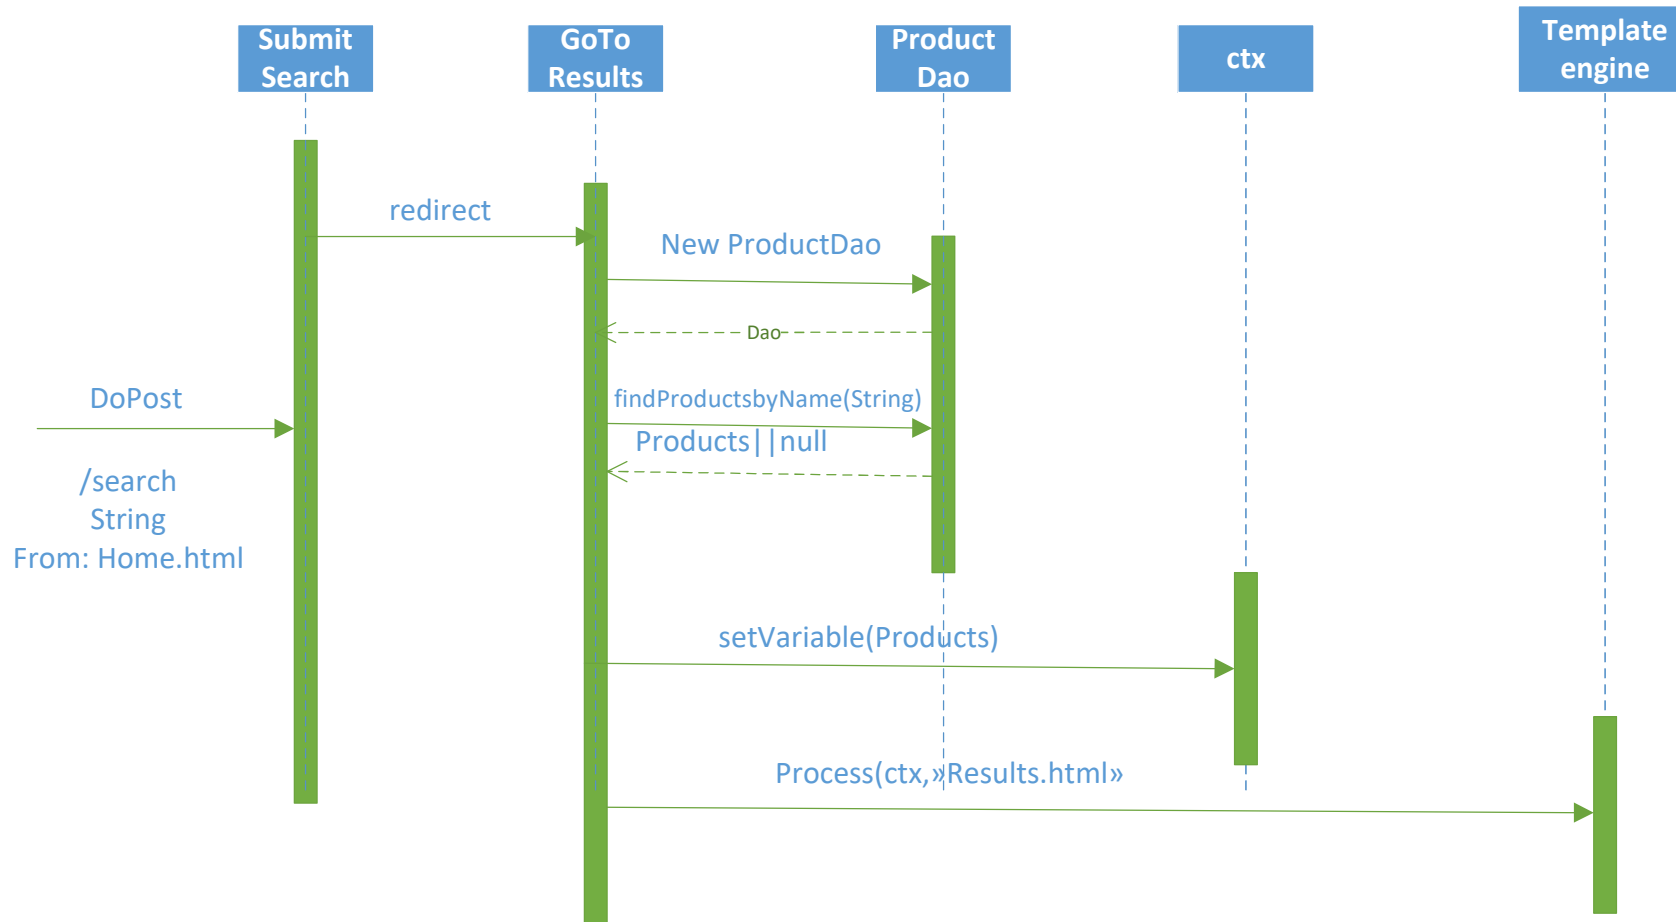 Submit
Search
GoTo
Results
Product
Dao
ctx
Template
engine
redirect
New ProductDao
Dao
DoPost
findProductsbyName(String)
Products||null
/search
String
From: Home.html
setVariable(Products)
Process(ctx,»Results.html»